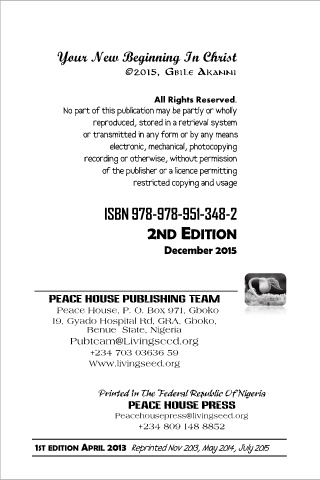 Your New Beginning In Christ
©2015, Gbile Akanni
All Rights Reserved.
No part of this publication may be partly or wholly
reproduced, stored in a retrieval system
or transmitted in any form or by any means
electronic, mechanical, photocopying
recording or otherwise, without permission
of the publisher or a licence permitting
restricted copying and usage
ISBN 978-978-951-348-2
2ND EDITION
December 2015
PEACE HOUSE PUBLISHING TEAM
Peace House, P. O. Box 971, Gboko
19, Gyado Hospital Rd, GRA, Gboko,
Benue State, Nigeria
Pubteam@Livingseed.org
+234 703 03636 59
Www.livingseed.org
Printed In The Federal Republic Of Nigeria
PEACE HOUSE PRESS
Peacehousepress@livingseed.org
+234 809 148 8852
1ST EDITION APRIL 2013 Reprinted Nov 2013, May 2014, July 2015